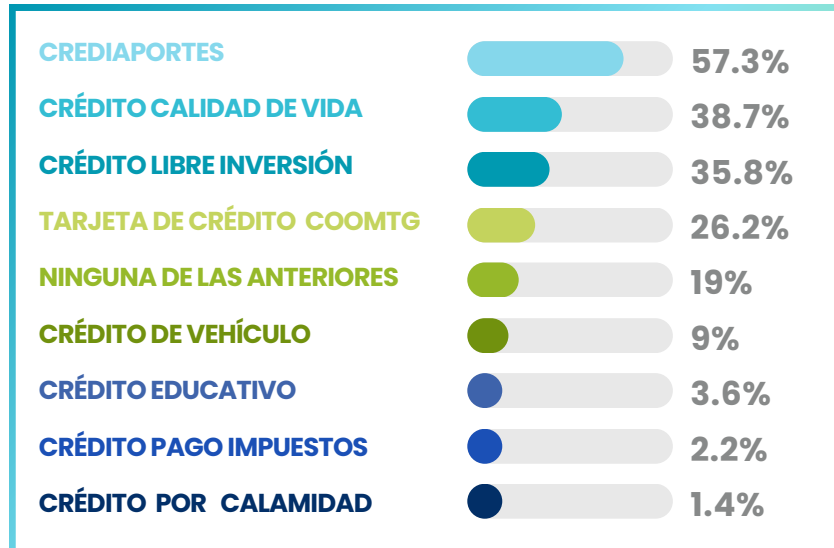 CREDIAPORTES 57.3%
CRÉDITO CALIDAD DE VIDA 38.7%
CRÉDITO LIBRE INVERSIÓN 35.8%
TARJETA DE CRÉDITO COOMTG 26.2%
NINGUNA DE LAS ANTERIORES 19%
CRÉDITO DE VEHÍCULO 9%
CRÉDITO EDUCATIVO 3.6%
CRÉDITO PAGO IMPUESTOS 2.2%
CRÉDITO POR CALAMIDAD 1.4%